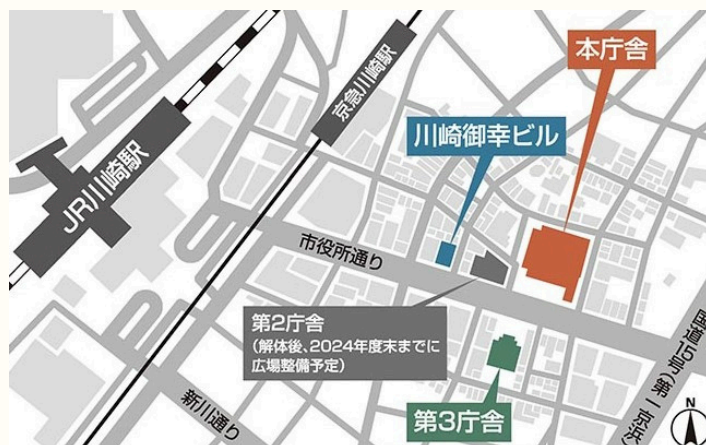 本庁舎
京急川崎駅
川崎御幸ビル
JR川崎駅
市役所通り
第2庁舎
(解体後、2024年度末までに
広場整備予定)
国道15号(第一京浜
新川通り
第3庁舎
N